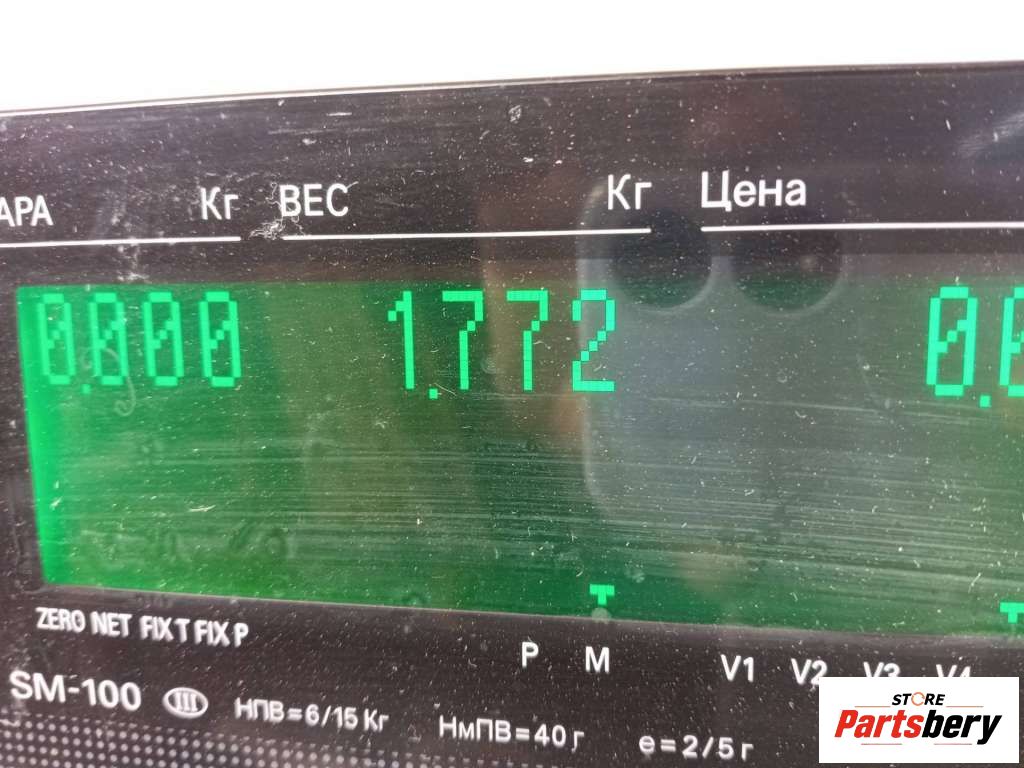 АРА Кг ВЕС Кг Цена
0.000 1.772 0.
ZERO NET FIX T FIX P
P M V1 V2 V3 V4
SM-100 III НПВ=6/15 Кг НмПВ=40 г e=2/5 г
STORE
Partsbery